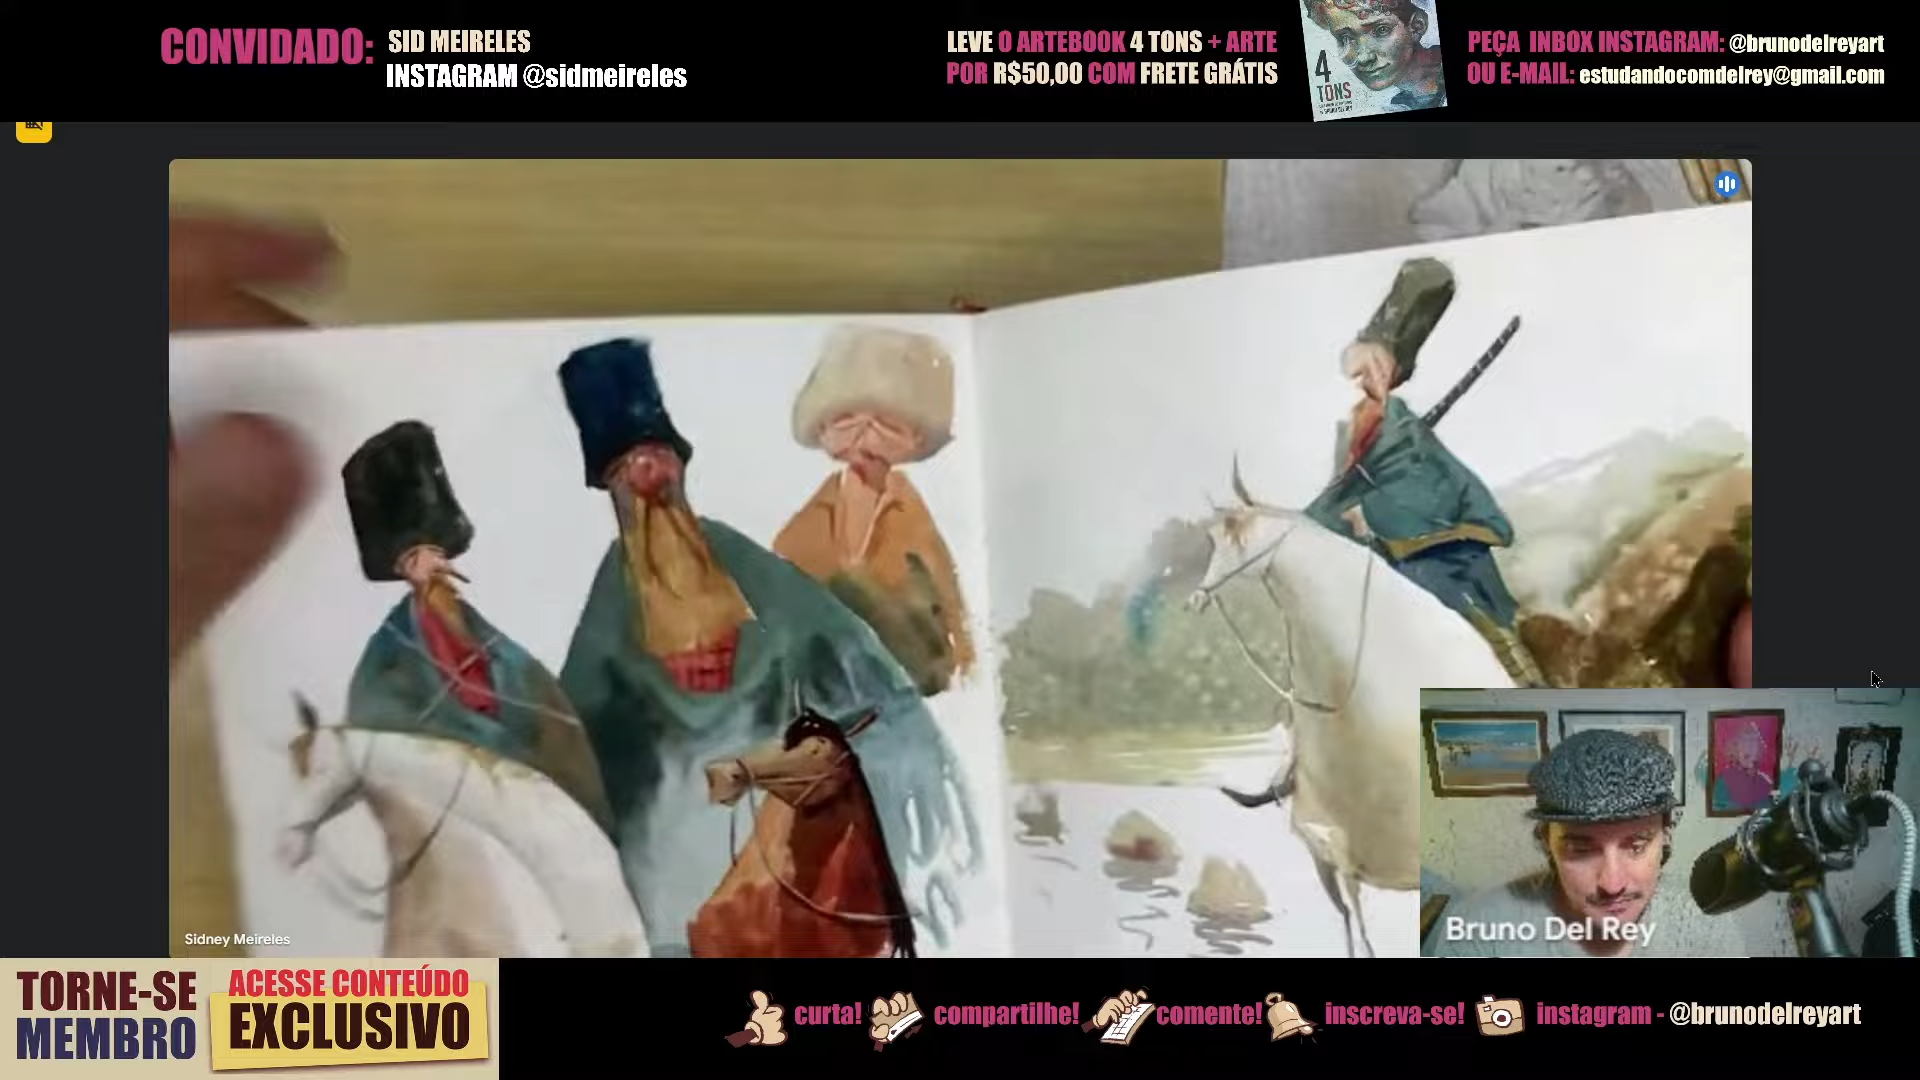 CONVIDADO: SID MEIRELES
INSTAGRAM @sidmeireles
LEVE O ARTEBOOK 4 TONS + ARTE
POR R$50,00 COM FRETE GRÁTIS
4
TONS
PEÇA INBOX INSTAGRAM: @brunodelreyart
OU E-MAIL: estudandocomdelrey@gmail.com
Sidney Meireles
Bruno Del Rey
TORNE-SE
MEMBRO
ACESSE CONTEÚDO
EXCLUSIVO
curta! compartilhe! comente! inscreva-se! instagram - @brunodelreyart